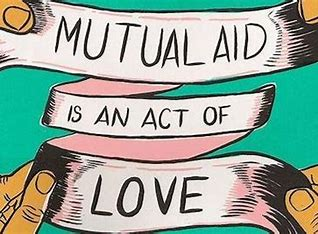 MUTUAL AID
IS AN ACT OF
LOVE